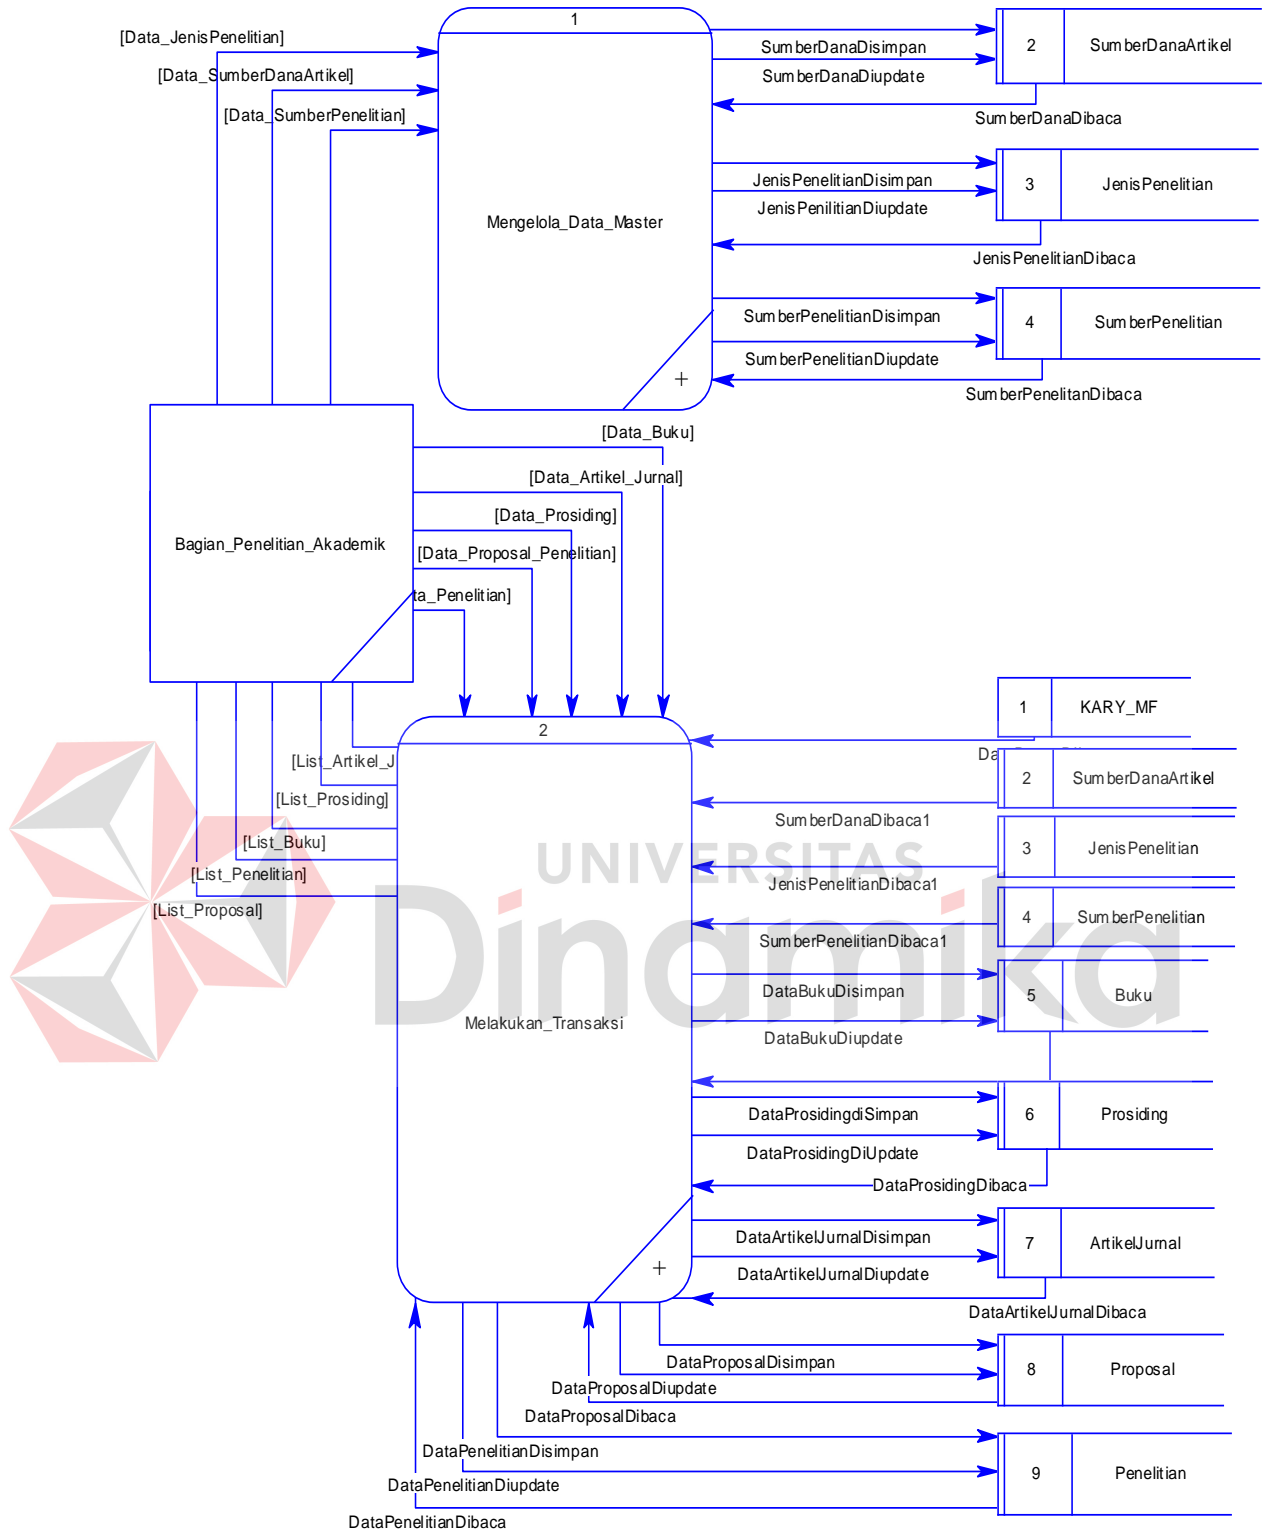 1
[Data_JenisPenelitian]
[Data_SumberDanaArtikel]
[Data_SumberPenelitian]
Mengelola_Data_Master
+
SumberDanaDisimpan
SumberDanaDiupdate
SumberDanaDibaca
2 SumberDanaArtikel
JenisPenelitianDisimpan
JenisPenilitianDiupdate
JenisPenelitianDibaca
3 JenisPenelitian
SumberPenelitianDisimpan
SumberPenelitianDiupdate
SumberPenelitanDibaca
4 SumberPenelitian
Bagian_Penelitian_Akademik
[Data_Buku]
[Data_Artikel_Jurnal]
[Data_Prosiding]
[Data_Proposal_Penelitian]
ta_Penelitian]
2
[List_Artikel_J
[List_Prosiding]
[List_Buku]
[List_Penelitian]
[List_Proposal]
Melakukan_Transaksi
+
1 KARY_MF
Da
2 SumberDanaArtikel
SumberDanaDibaca1
3 JenisPenelitian
JenisPenelitianDibaca1
4 SumberPenelitian
SumberPenelitianDibaca1
UNIVERSITAS
Dinamika
DataBukuDisimpan
5 Buku
DataBukuDiupdate
DataProsidingdiSimpan
6 Prosiding
DataProsidingDiUpdate
DataProsidingDibaca
DataArtikelJurnalDisimpan
7 ArtikelJurnal
DataArtikelJurnalDiupdate
DataArtikelJurnalDibaca
DataProposalDisimpan
8 Proposal
DataProposalDiupdate
DataProposalDibaca
DataPenelitianDisimpan
9 Penelitian
DataPenelitianDiupdate
DataPenelitianDibaca